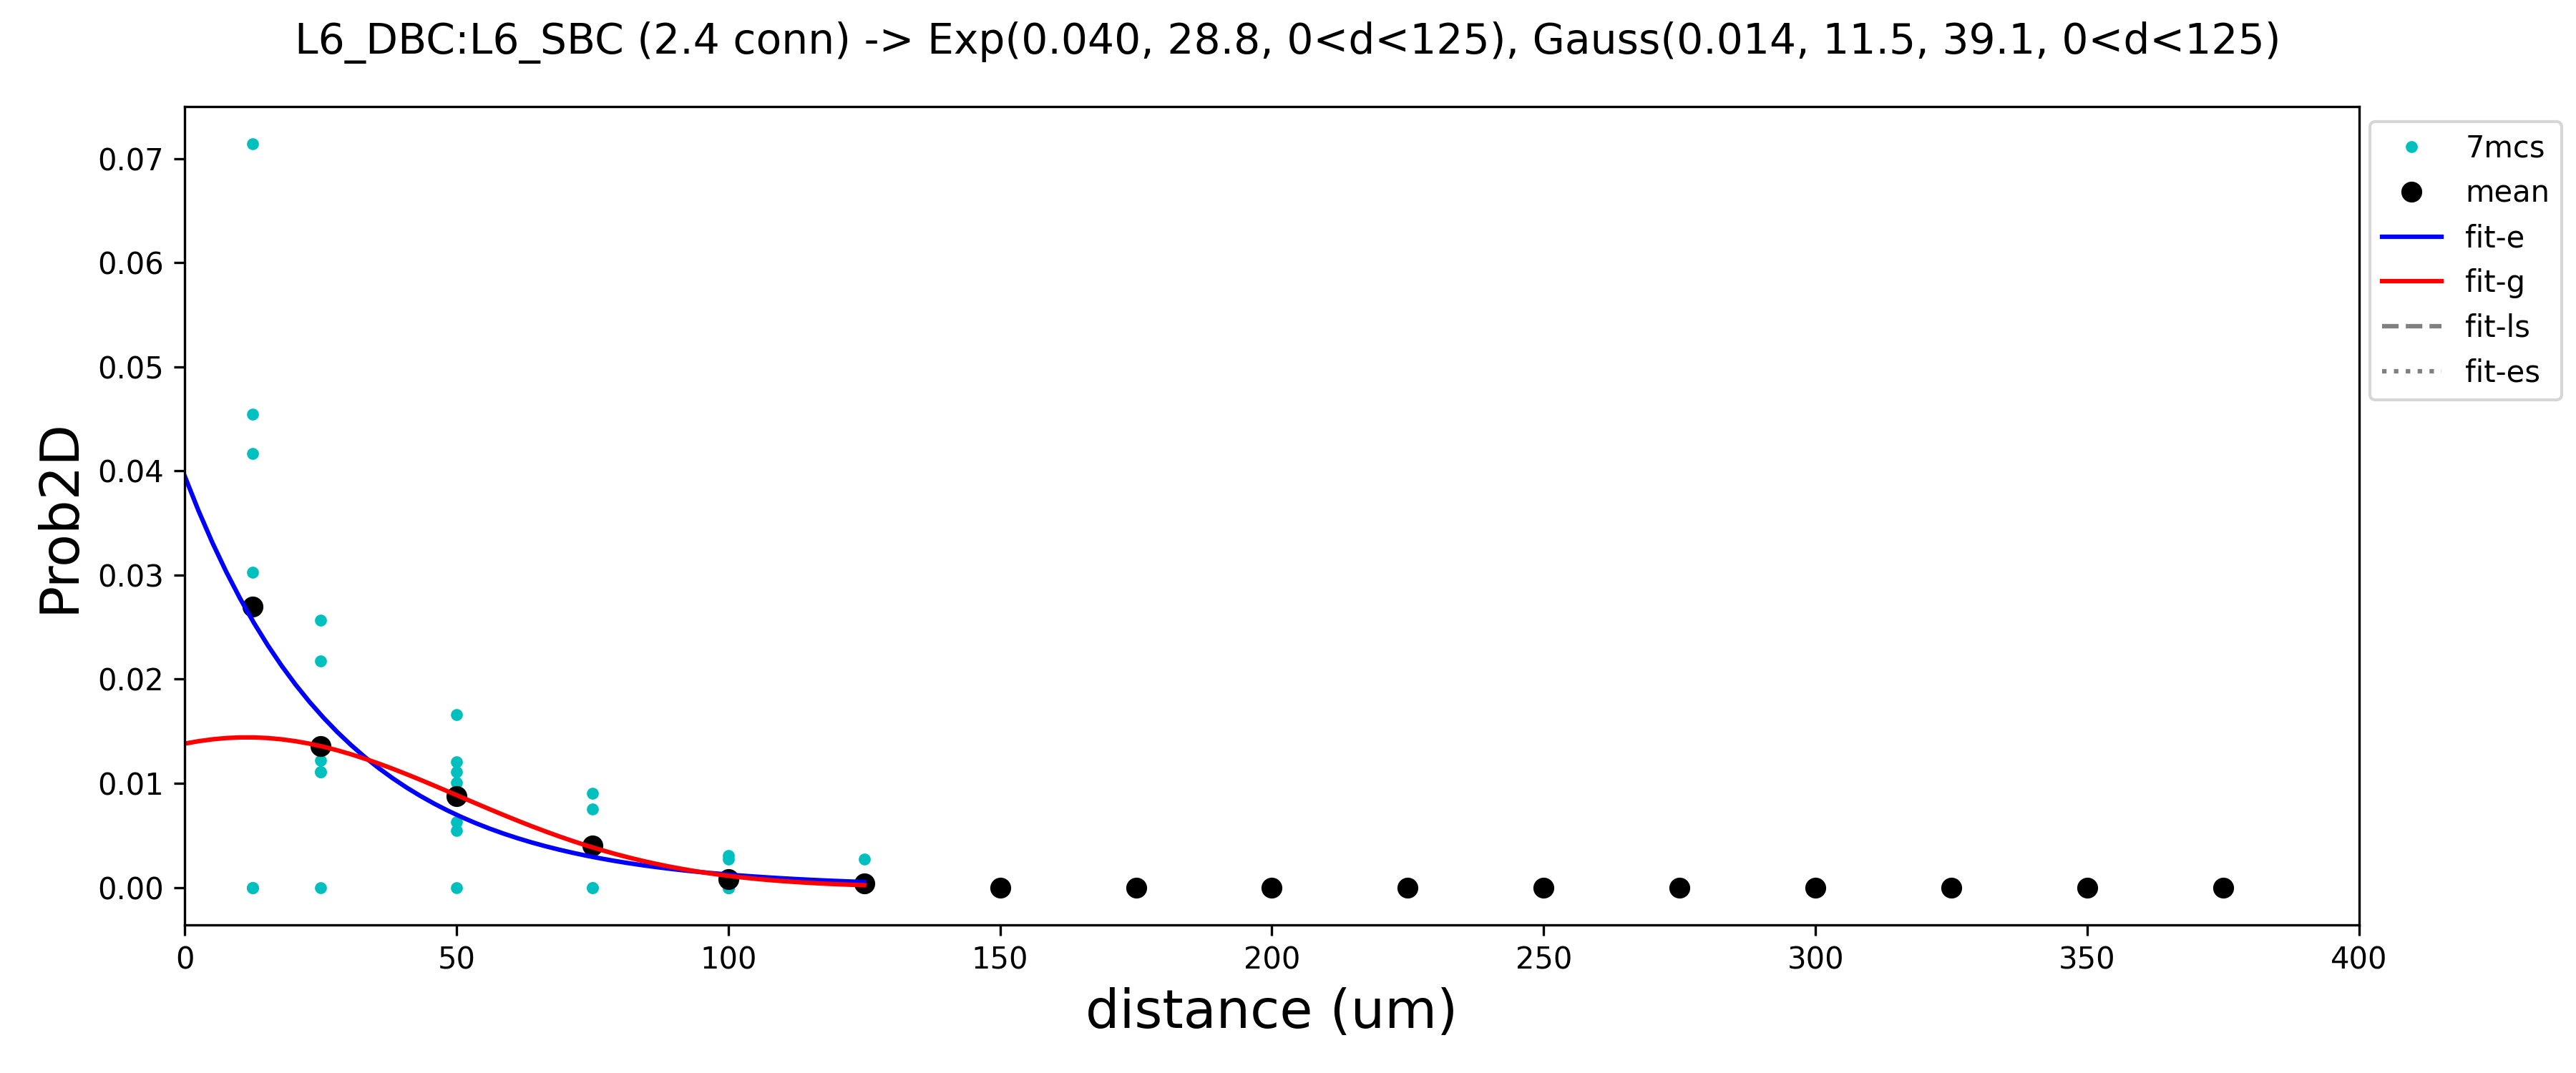 L6_DBC:L6_SBC (2.4 conn) -> Exp(0.040, 28.8, 0<d<125), Gauss(0.014, 11.5, 39.1, 0<d<125)
7mcs
mean
fit-e
fit-g
fit-ls
fit-es
Prob2D
0.07
0.06
0.05
0.04
0.03
0.02
0.01
0.00
0 50 100 150 200 250 300 350 400
distance (um)